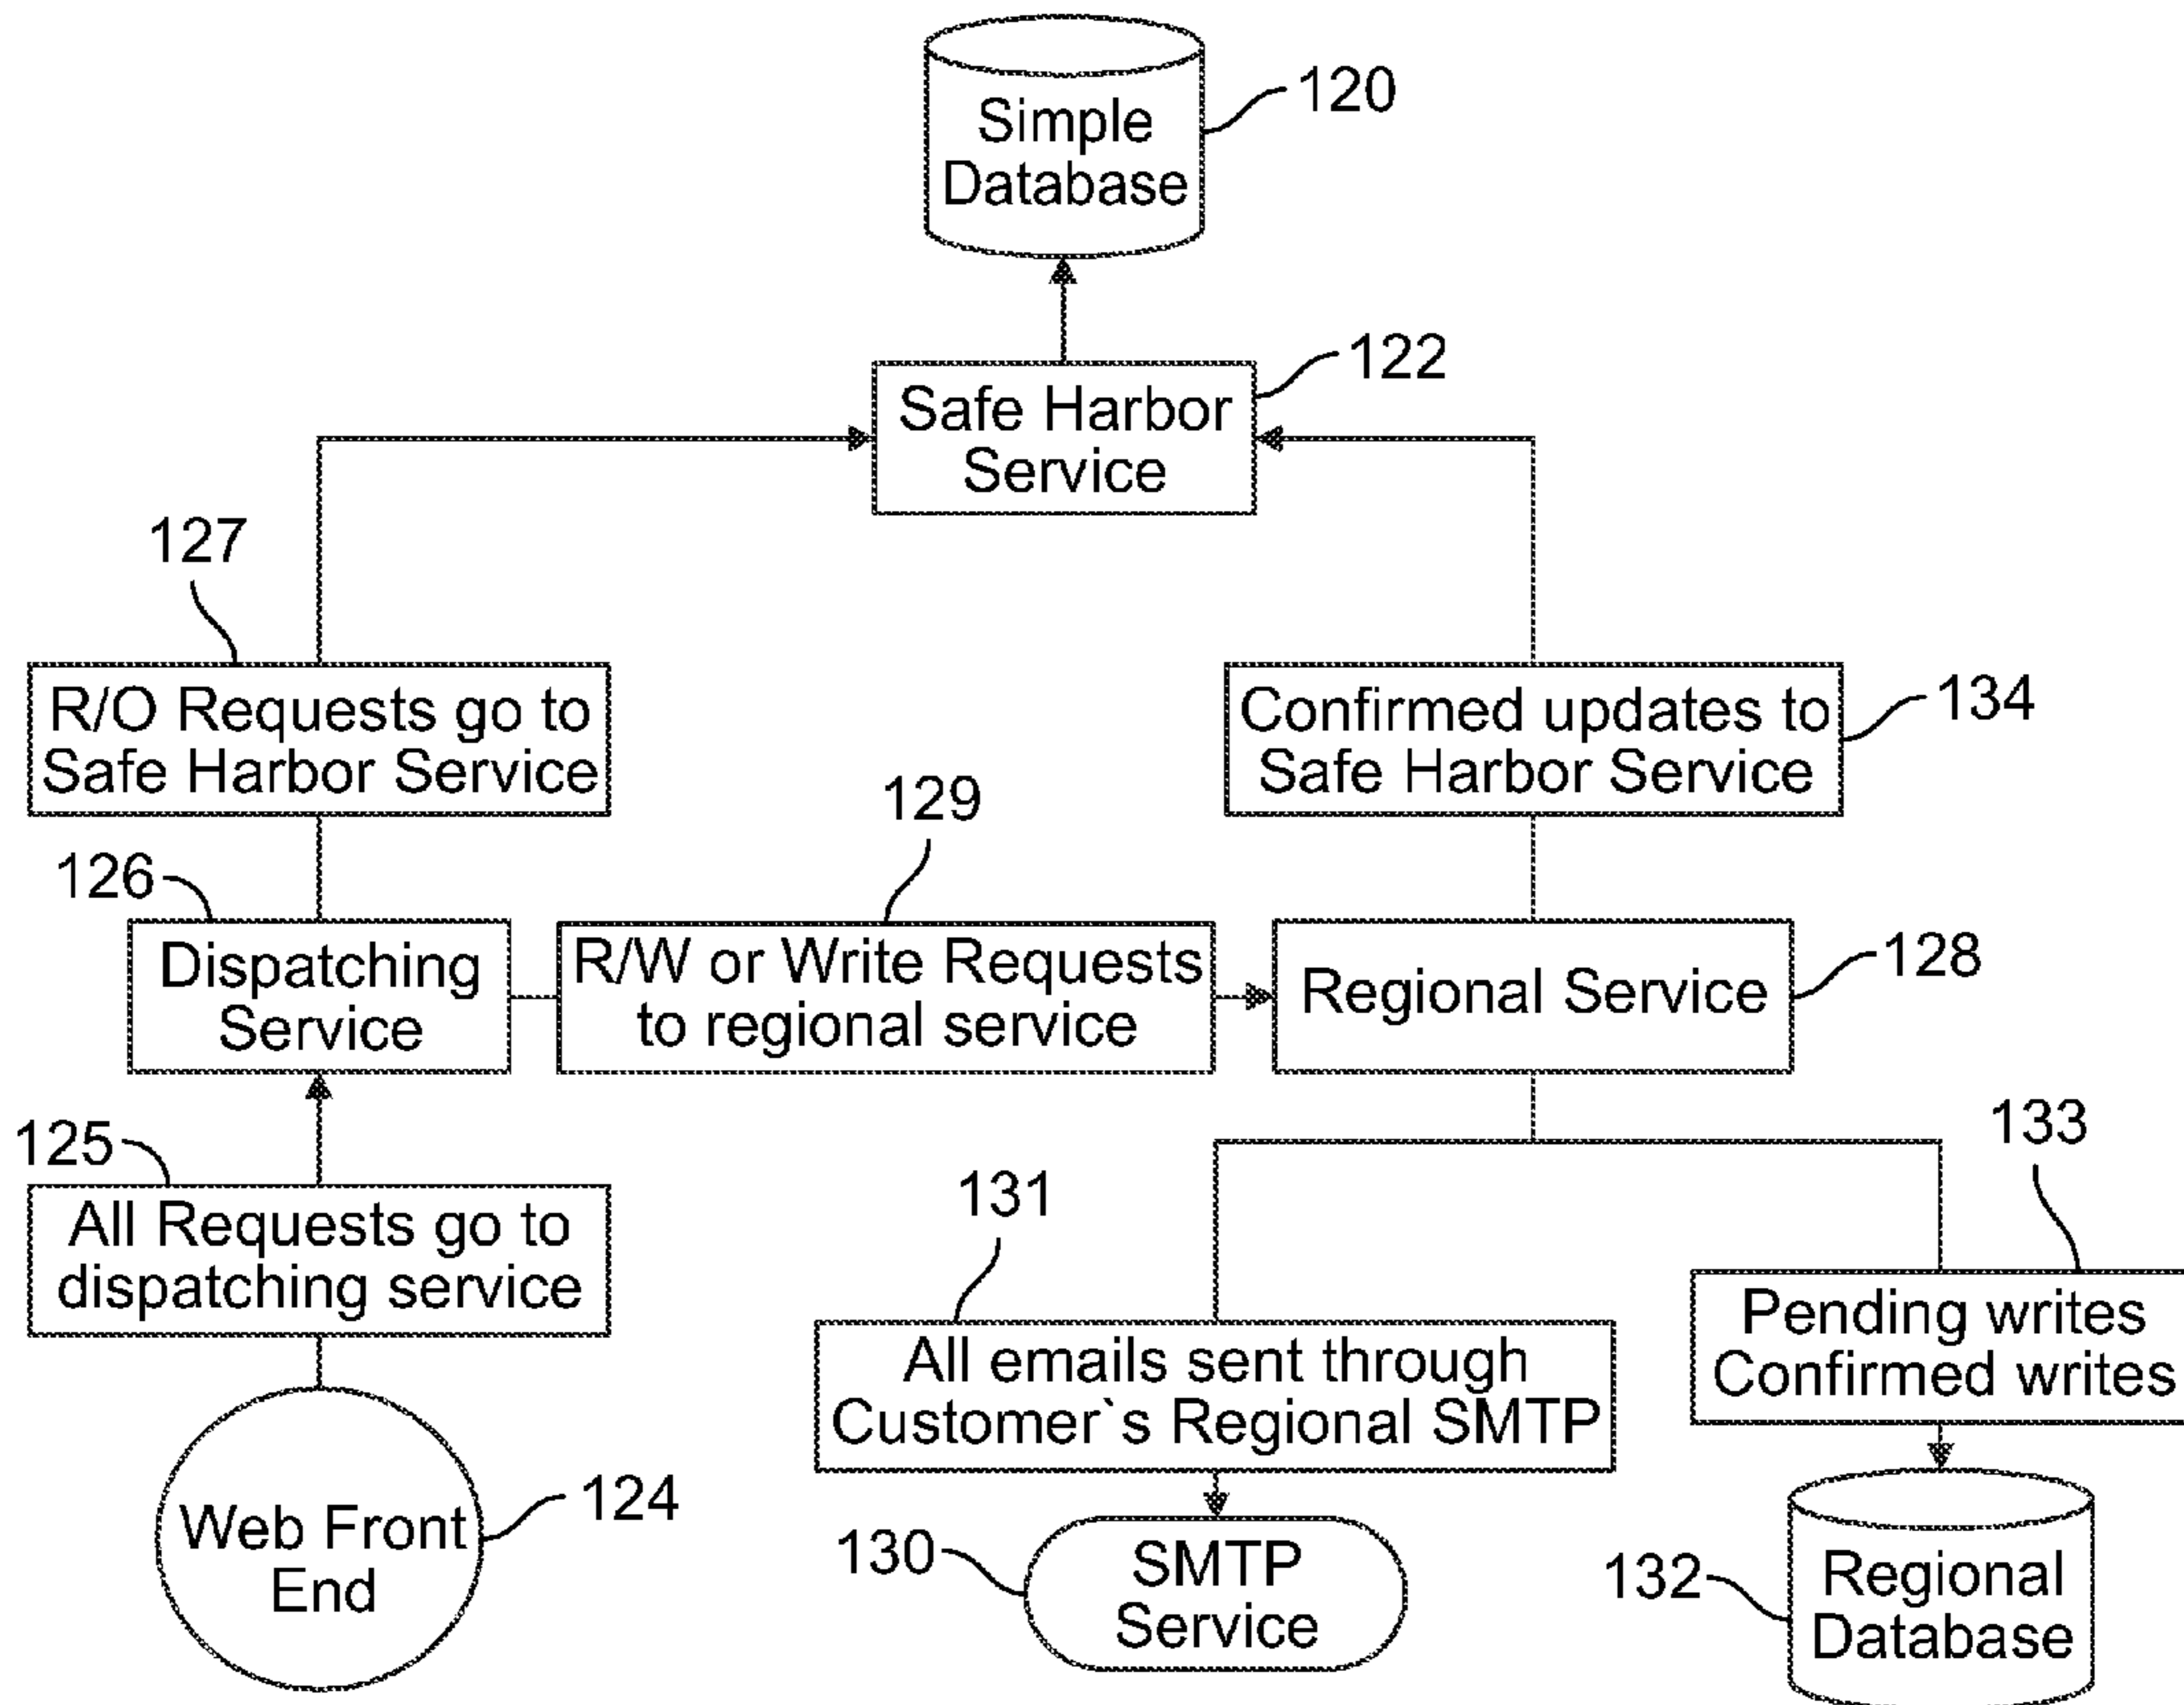 Simple
Database
120
Safe Harbor
Service
122
127
R/O Requests go to
Safe Harbor Service
Confirmed updates to
Safe Harbor Service
134
129
126
Dispatching
Service
R/W or Write Requests
to regional service
Regional Service
128
125
All Requests go to
dispatching service
131
133
All emails sent through
Customer`s Regional SMTP
Pending writes
Confirmed writes
Web Front
End
124
130
SMTP
Service
132
Regional
Database